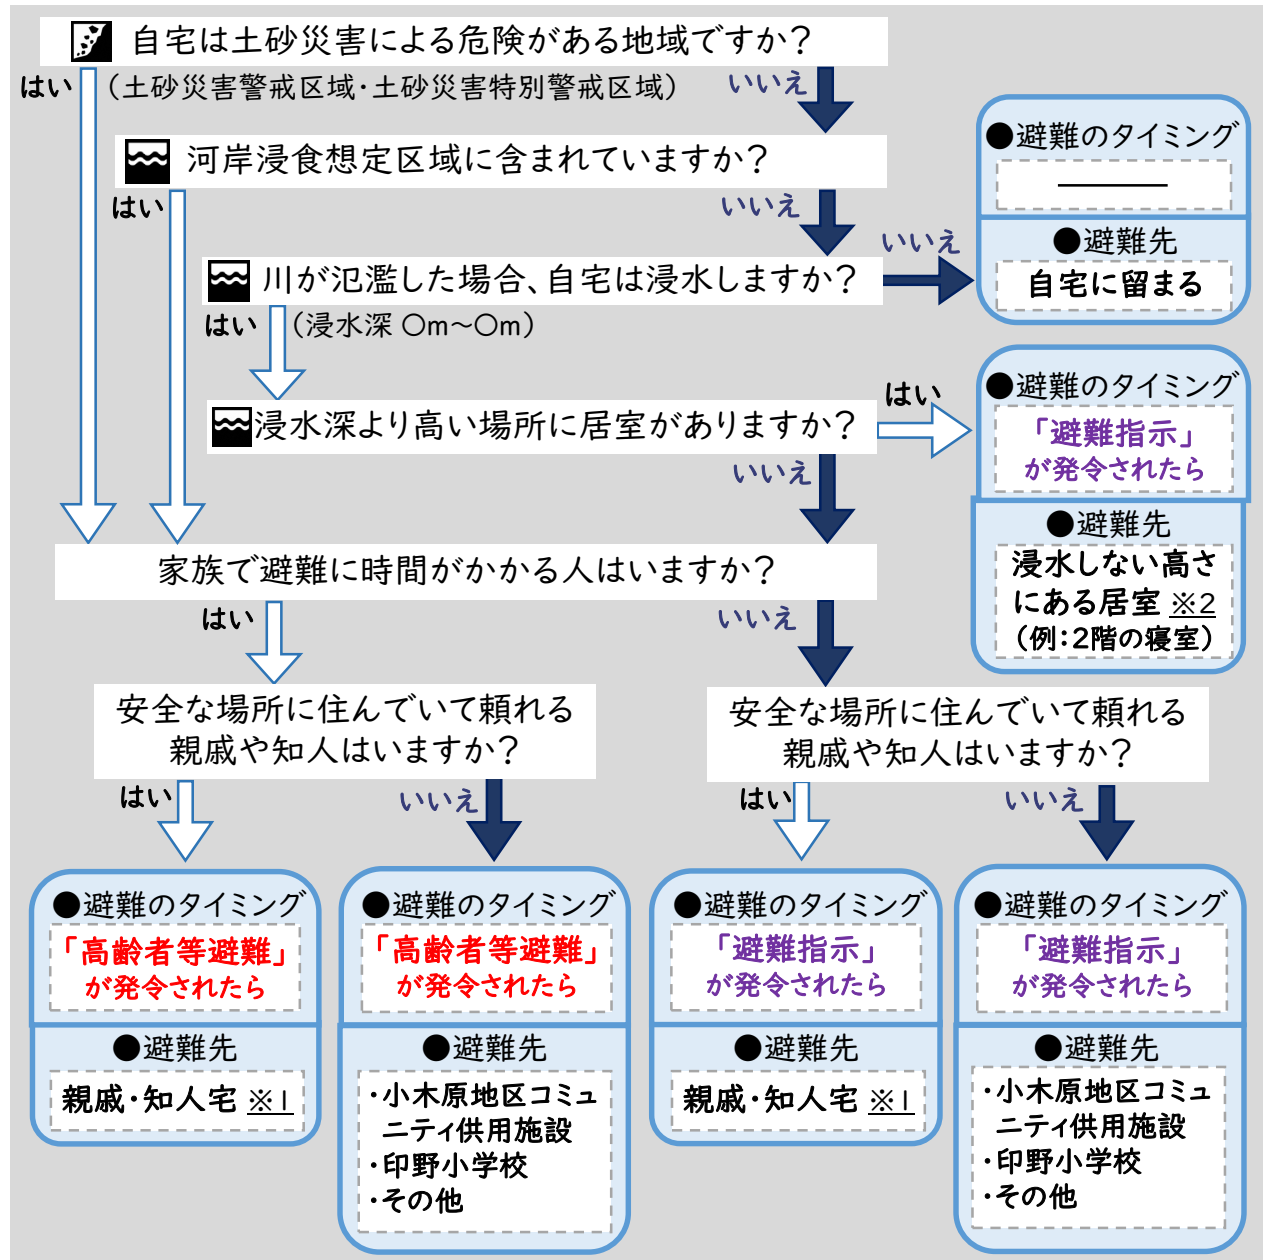 自宅は土砂災害による危険がある地域ですか?
はい
(土砂災害警戒区域・土砂災害特別警戒区域)
いいえ
河岸浸食想定区域に含まれていますか?
はい
いいえ
川が氾濫した場合、自宅は浸水しますか?
いいえ
はい
(浸水深 〇m~〇m)
●避難のタイミング
―――
●避難先
自宅に留まる
浸水深より高い場所に居室がありますか?
はい
いいえ
●避難のタイミング
「避難指示」
が発令されたら
●避難先
浸水しない高さ
にある居室 ※2
(例:2階の寝室)
家族で避難に時間がかかる人はいますか?
はい
いいえ
安全な場所に住んでいて頼れる
親戚や知人はいますか?
はい
いいえ
安全な場所に住んでいて頼れる
親戚や知人はいますか?
はい
いいえ
●避難のタイミング
「高齢者等避難」
が発令されたら
●避難先
親戚・知人宅 ※1
●避難のタイミング
「高齢者等避難」
が発令されたら
●避難先
・小木原地区コミュ
ニティ供用施設
・印野小学校
・その他
●避難のタイミング
「避難指示」
が発令されたら
●避難先
親戚・知人宅 ※1
●避難のタイミング
「避難指示」
が発令されたら
●避難先
・小木原地区コミュ
ニティ供用施設
・印野小学校
・その他